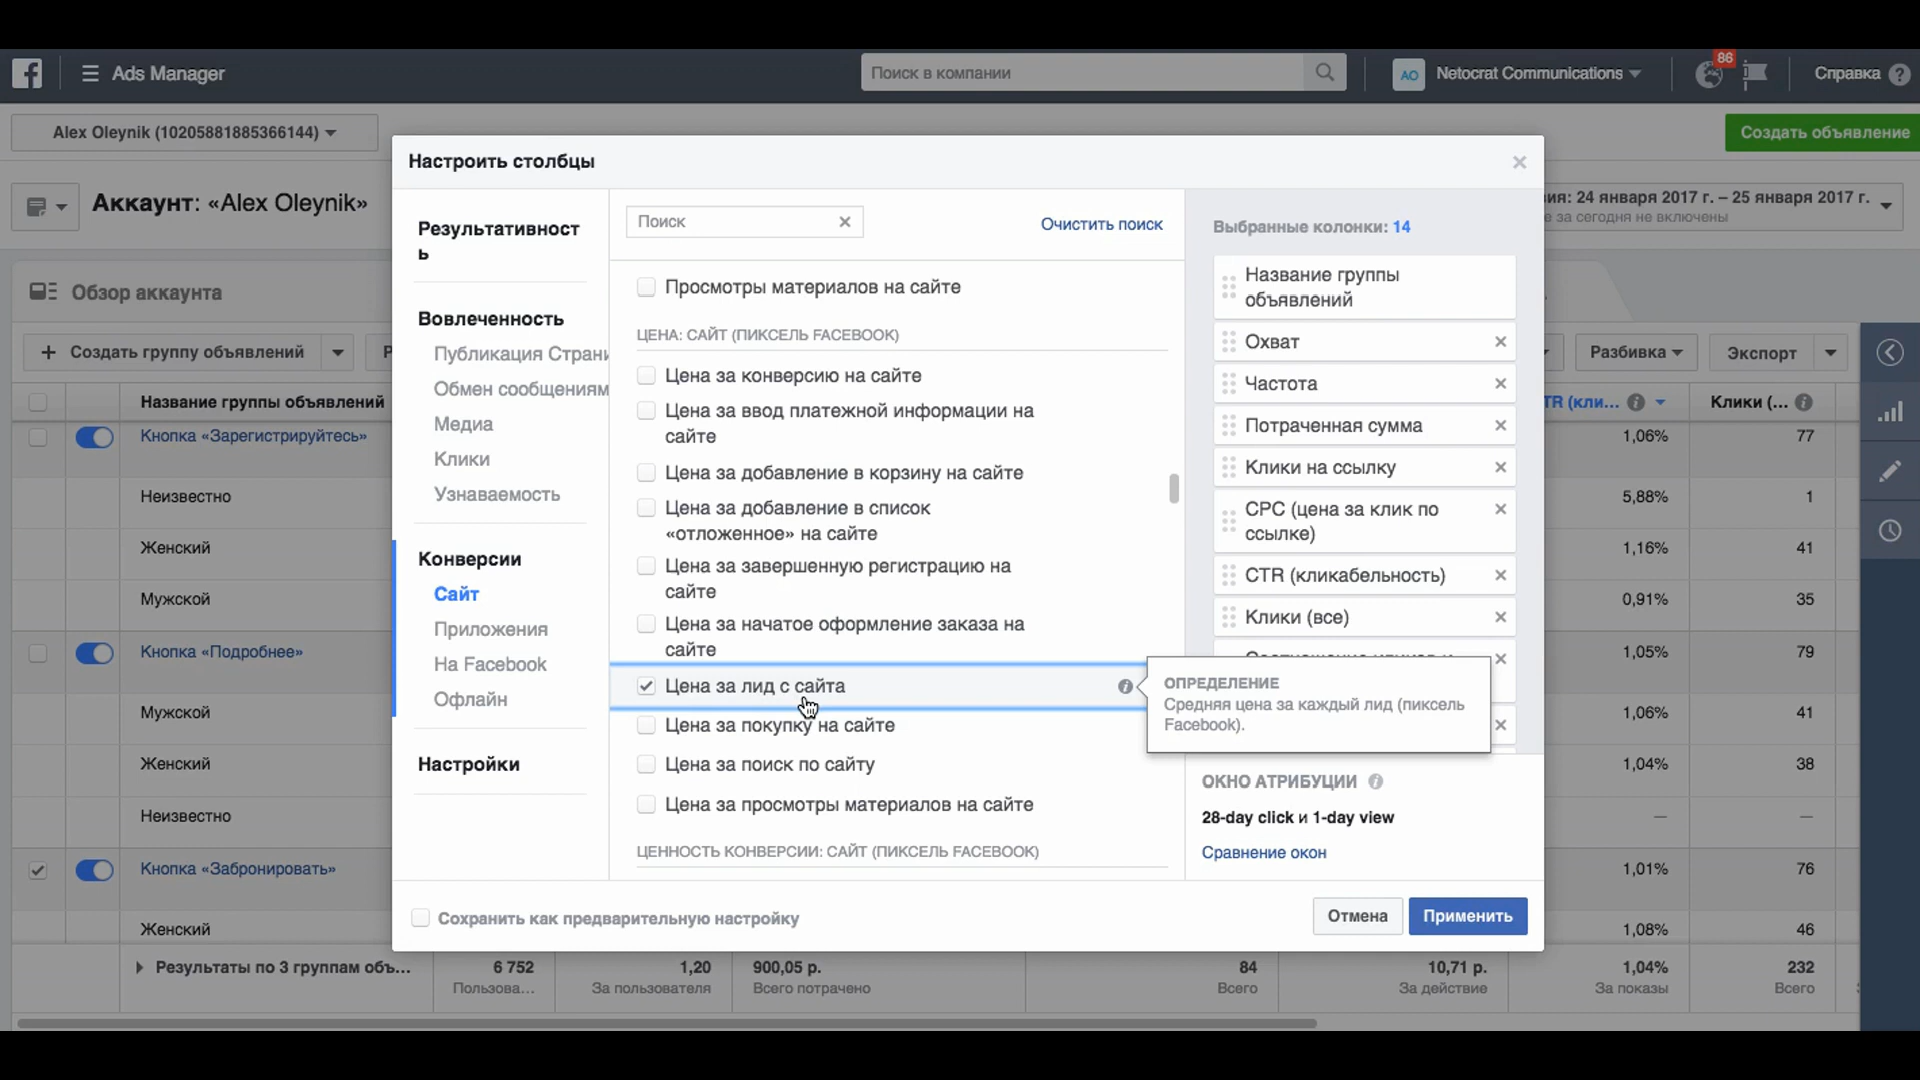 Ads Manager
Поиск в компании
AO
Netocrat Communications
86
Справка
Alex Oleynik (10205881885366144)
Создать объявление
Аккаунт: «Alex Oleynik»
24 января 2017 г. – 25 января 2017 г.
за сегодня не включены
Обзор аккаунта
Создать группу объявлений
Разбивка
Экспорт
Название группы объявлений
TR (кли...
Клики (...
Кнопка «Зарегистрируйтесь»
1,06%
77
Неизвестно
5,88%
1
Женский
1,16%
41
Мужской
0,91%
35
Кнопка «Подробнее»
1,05%
79
Мужской
1,06%
41
Женский
1,04%
38
Неизвестно
—
—
Кнопка «Забронировать»
1,01%
76
Женский
1,08%
46
Результаты по 3 группам объ...
6 752
1,20
900,05 р.
84
10,71 р.
1,04%
232
Пользова...
За пользователя
Всего потрачено
Всего
За действие
За показы
Всего
Настроить столбцы
Результативност
ь
Вовлеченность
Публикация Страни
Обмен сообщениям
Медиа
Клики
Узнаваемость
Конверсии
Сайт
Приложения
На Facebook
Офлайн
Настройки
Поиск
Очистить поиск
Просмотры материалов на сайте
ЦЕНА: САЙТ (ПИКСЕЛЬ FACEBOOK)
Цена за конверсию на сайте
Цена за ввод платежной информации на
сайте
Цена за добавление в корзину на сайте
Цена за добавление в список
«отложенное» на сайте
Цена за завершенную регистрацию на
сайте
Цена за начатое оформление заказа на
сайте
Цена за лид с сайта
Цена за покупку на сайте
Цена за поиск по сайту
Цена за просмотры материалов на сайте
ЦЕННОСТЬ КОНВЕРСИИ: САЙТ (ПИКСЕЛЬ FACEBOOK)
Выбранные колонки: 14
Название группы
объявлений
Охват
Частота
Потраченная сумма
Клики на ссылку
CPC (цена за клик по
ссылке)
CTR (кликабельность)
Клики (все)
ОПРЕДЕЛЕНИЕ
Средняя цена за каждый лид (пиксель
Facebook).
ОКНО АТРИБУЦИИ
28-day click и 1-day view
Сравнение окон
Сохранить как предварительную настройку
Отмена
Применить